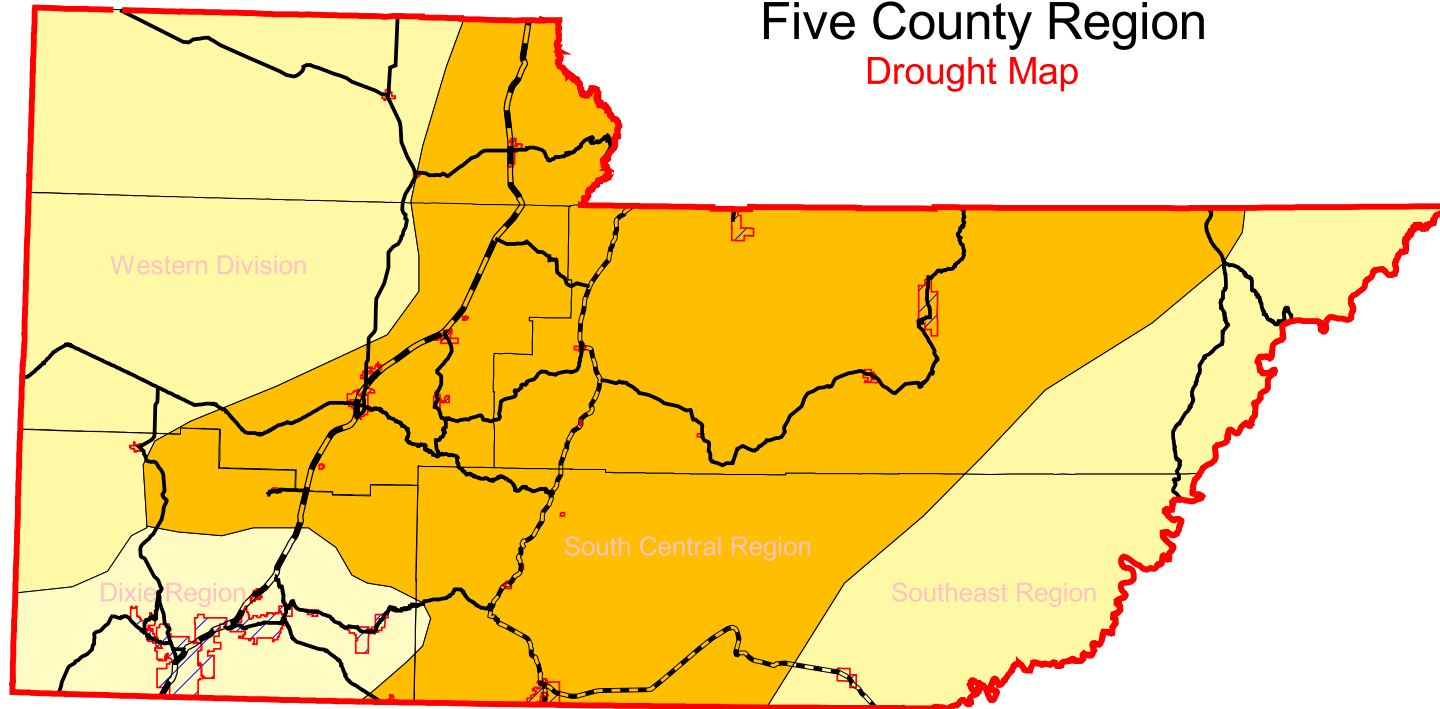 Five County Region
Drought Map
Western Division
South Central Region
Dixie Region
Southeast Region